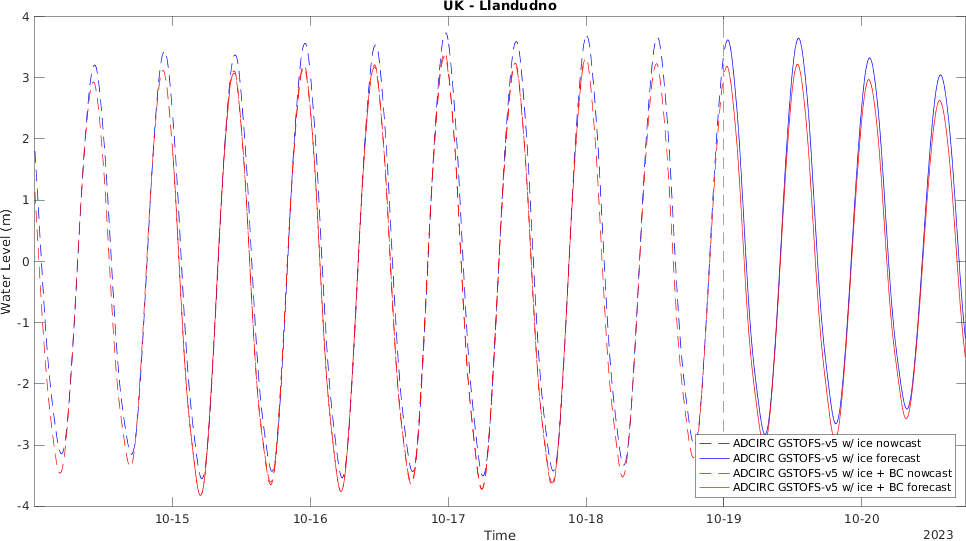 UK - Llandudno
4
3
2
1
0
-1
-2
-3
-4
Water Level (m)
10-15
10-16
10-17
10-18
10-19
10-20
Time
2023
ADCIRC GSTOFS-v5 w/ ice nowcast
ADCIRC GSTOFS-v5 w/ ice forecast
ADCIRC GSTOFS-v5 w/ ice + BC nowcast
ADCIRC GSTOFS-v5 w/ ice + BC forecast